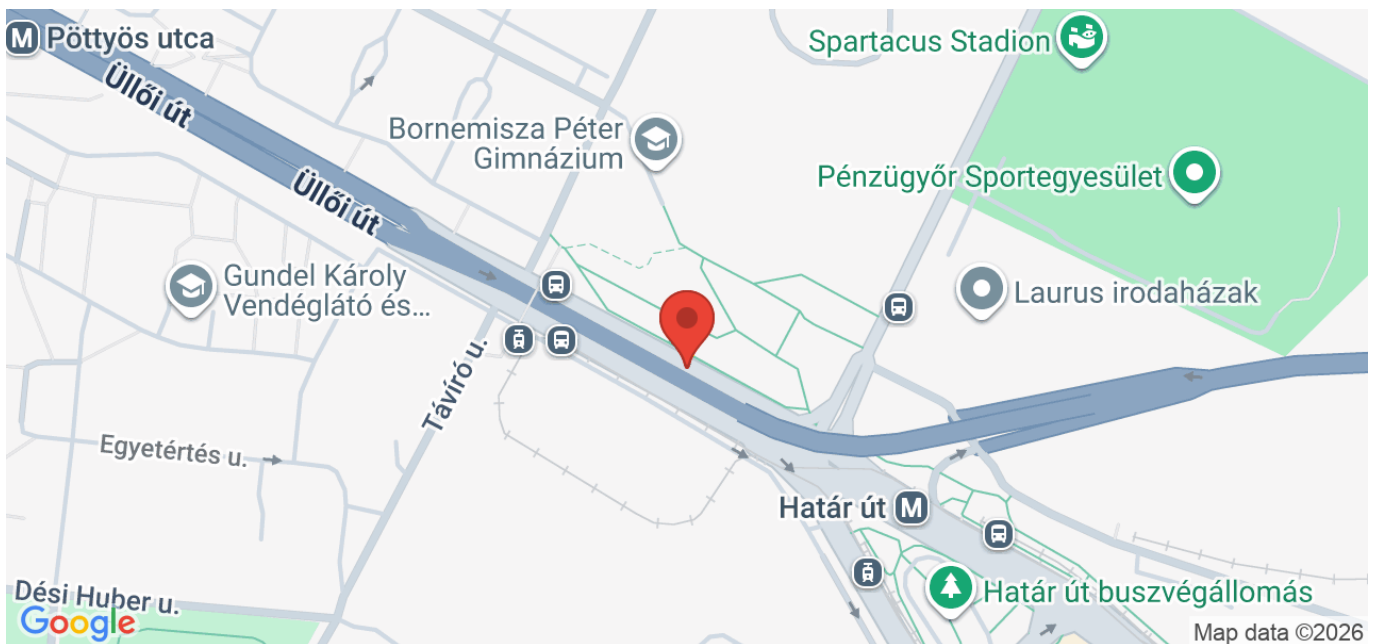 M Pöttyös utca
Spartacus Stadion
Üllői út
Bornemisza Péter
Gimnázium
Pénzügyőr Sportegyesület
Üllői út
Gundel Károly
Vendéglátó és...
Laurus irodaházak
Távíró u.
Egyetértés u.
Határ út M
Dési Huber u.
Határ út buszvégállomás
Google
Map data ©2026